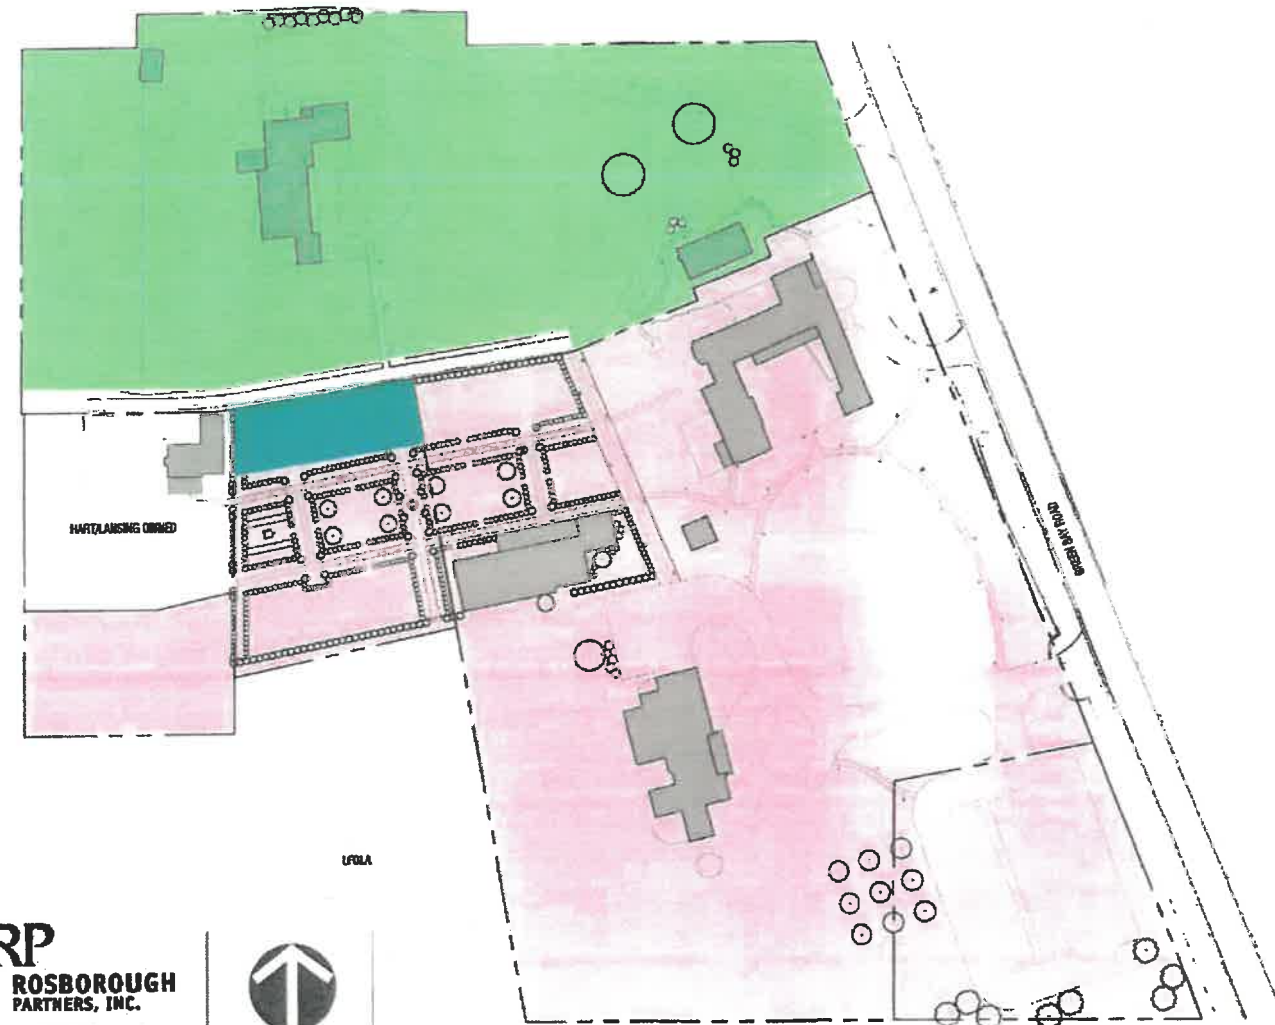 HART/LANSING OWNED
GREEN BAY ROAD
LFOLA
RP
ROSBOROUGH
PARTNERS, INC.